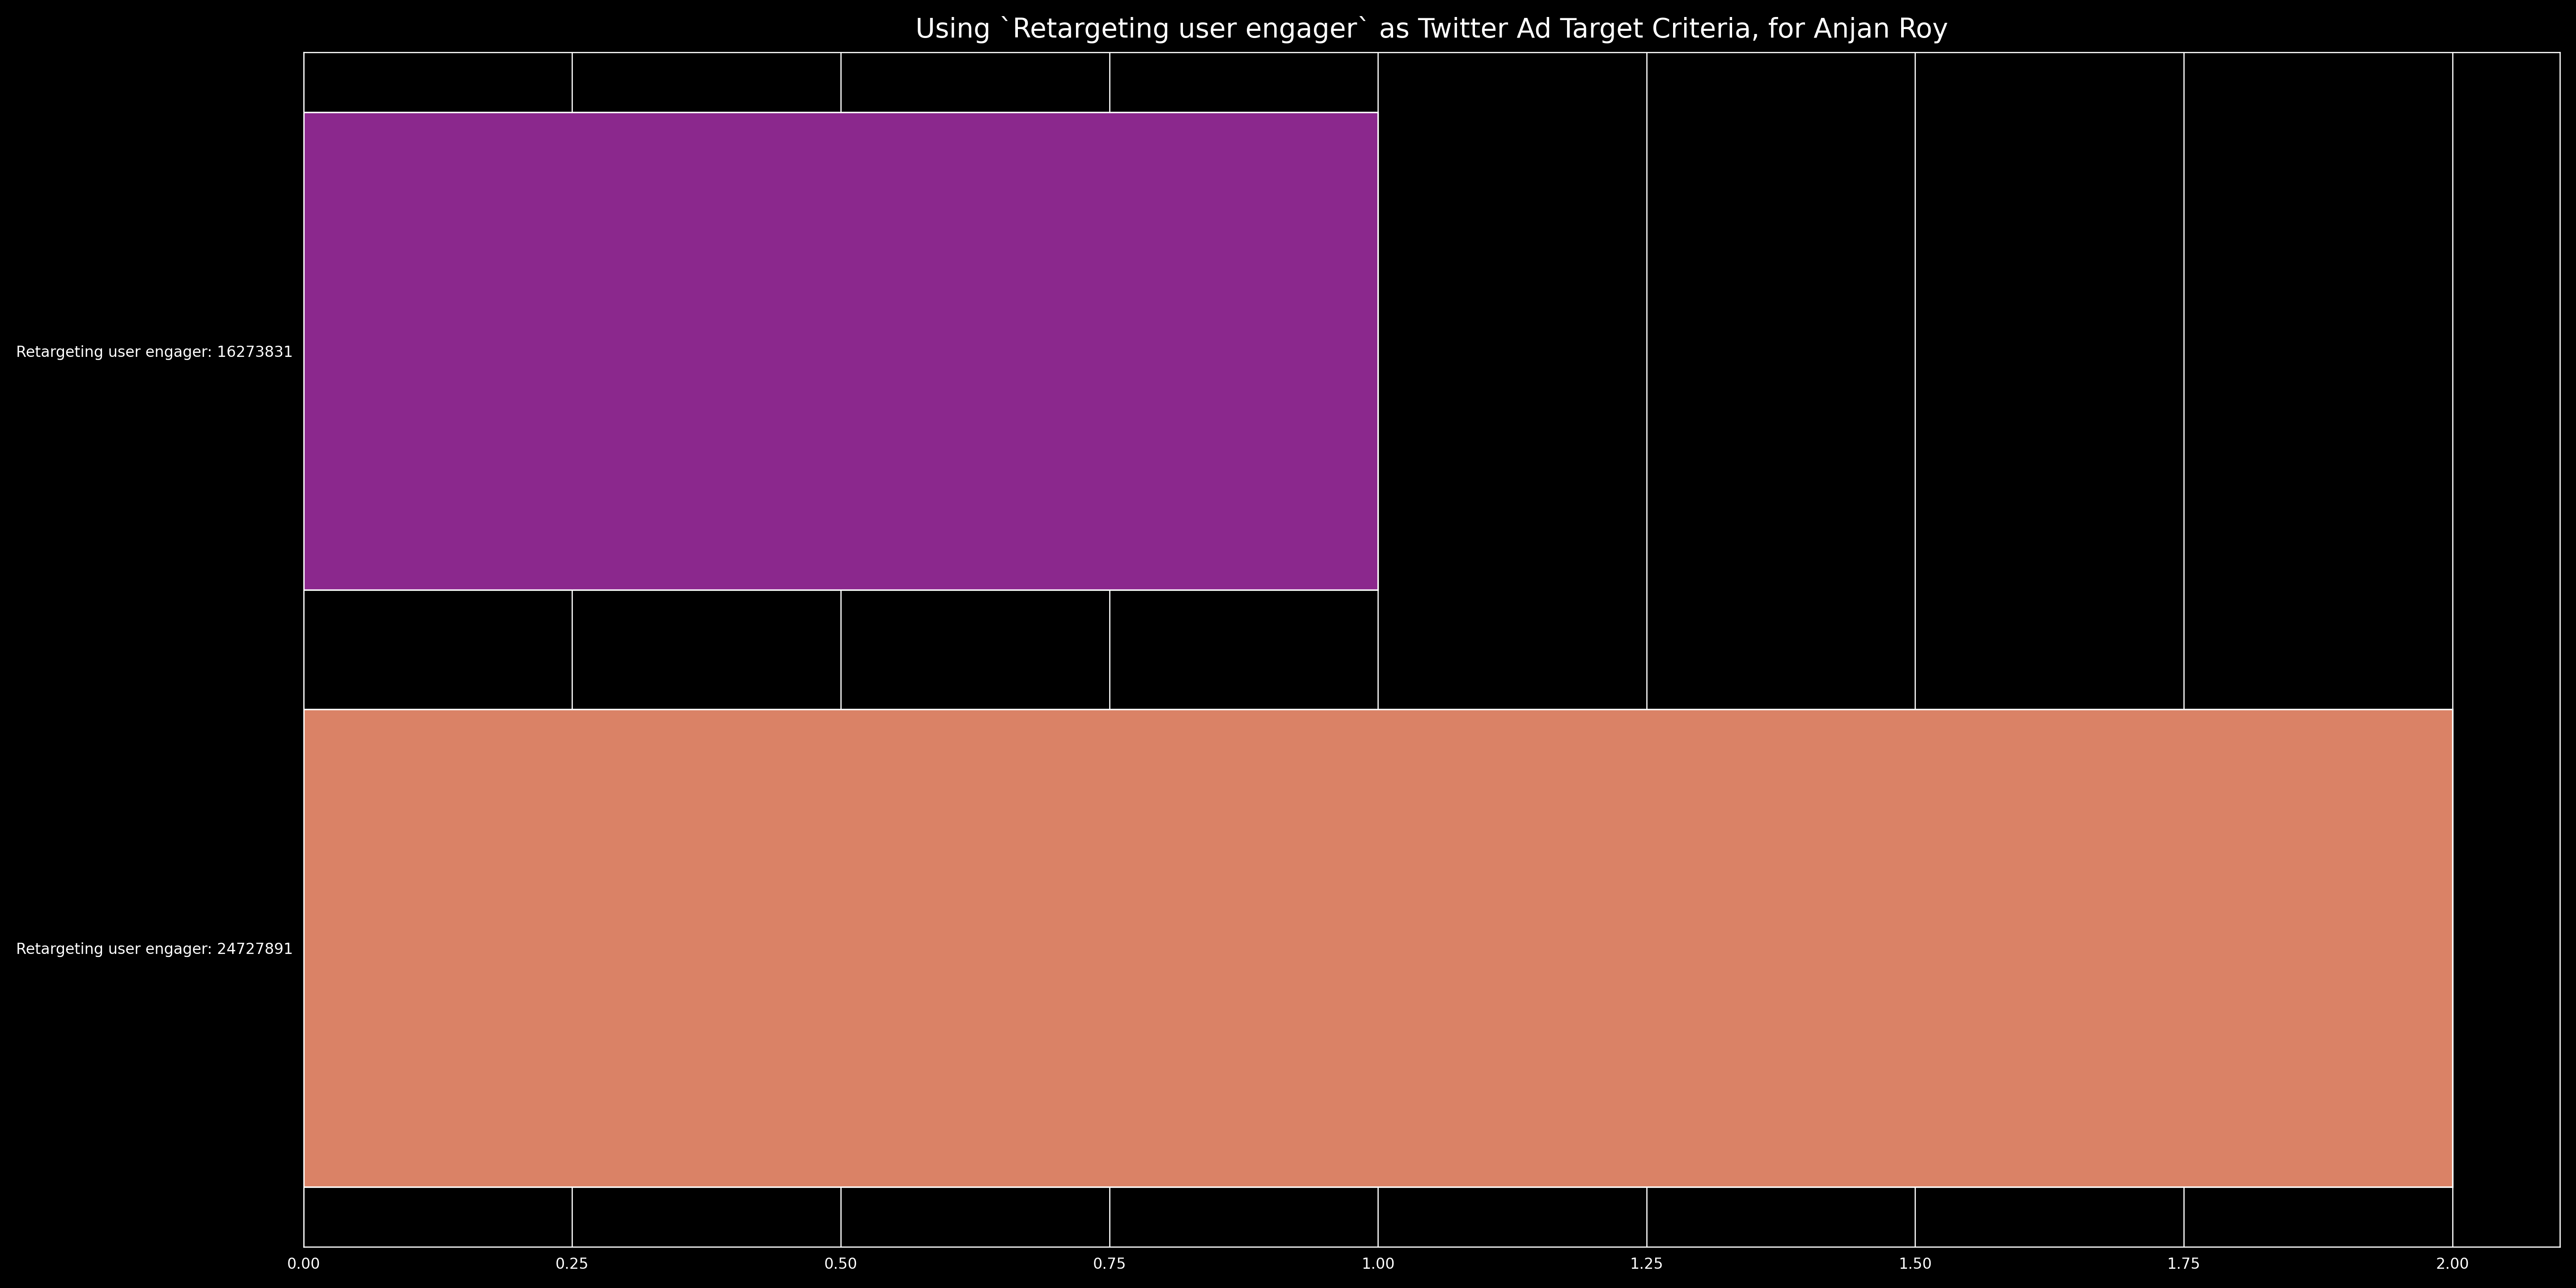 Using `Retargeting user engager` as Twitter Ad Target Criteria, for Anjan Roy
Retargeting user engager: 16273831
Retargeting user engager: 24727891
0.00 0.25 0.50 0.75 1.00 1.25 1.50 1.75 2.00